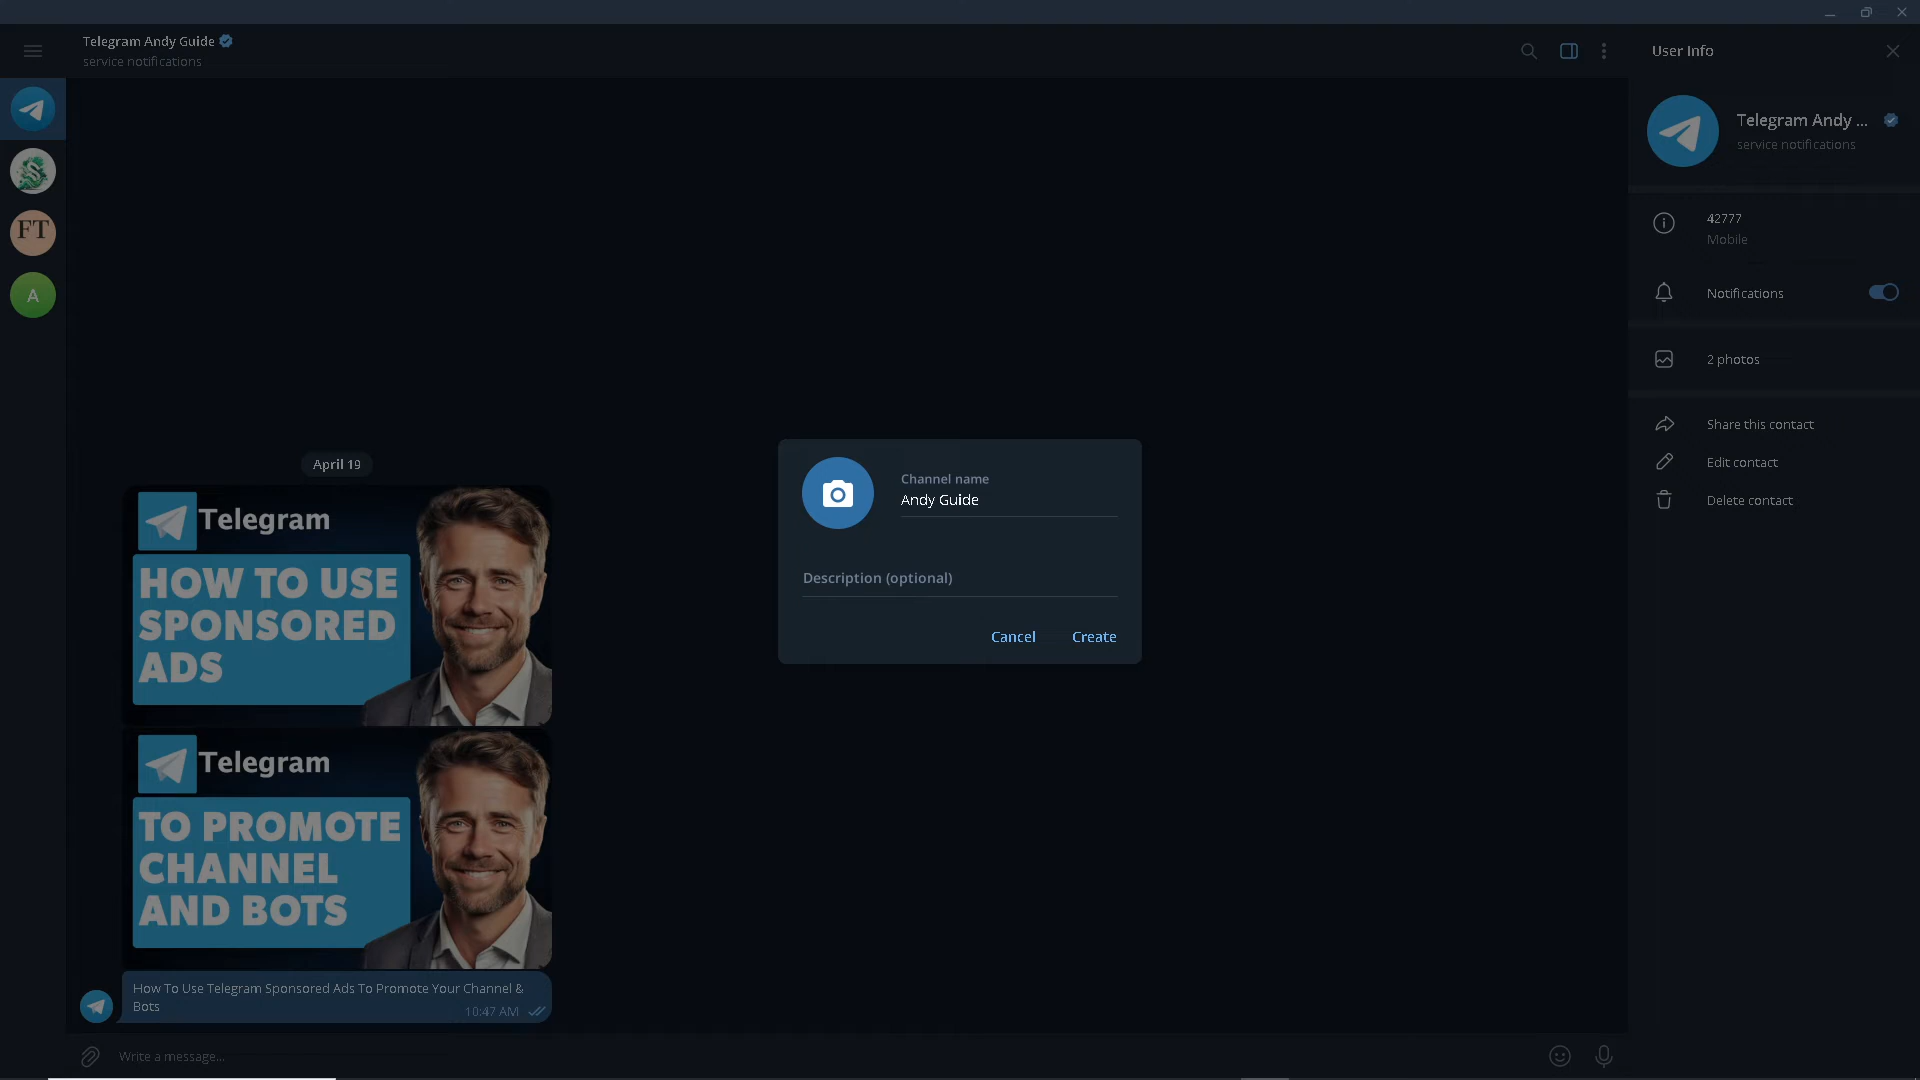 Telegram Andy Guide
service notifications
User Info
Telegram Andy ...
service notifications
42777
Mobile
Notifications
2 photos
Share this contact
Edit contact
Delete contact
FT
A
April 19
Telegram
HOW TO USE
SPONSORED
ADS
Telegram
TO PROMOTE
CHANNEL
AND BOTS
How To Use Telegram Sponsored Ads To Promote Your Channel &
Bots
10:47 AM
Channel name
Andy Guide
Description (optional)
Cancel
Create
Write a message...